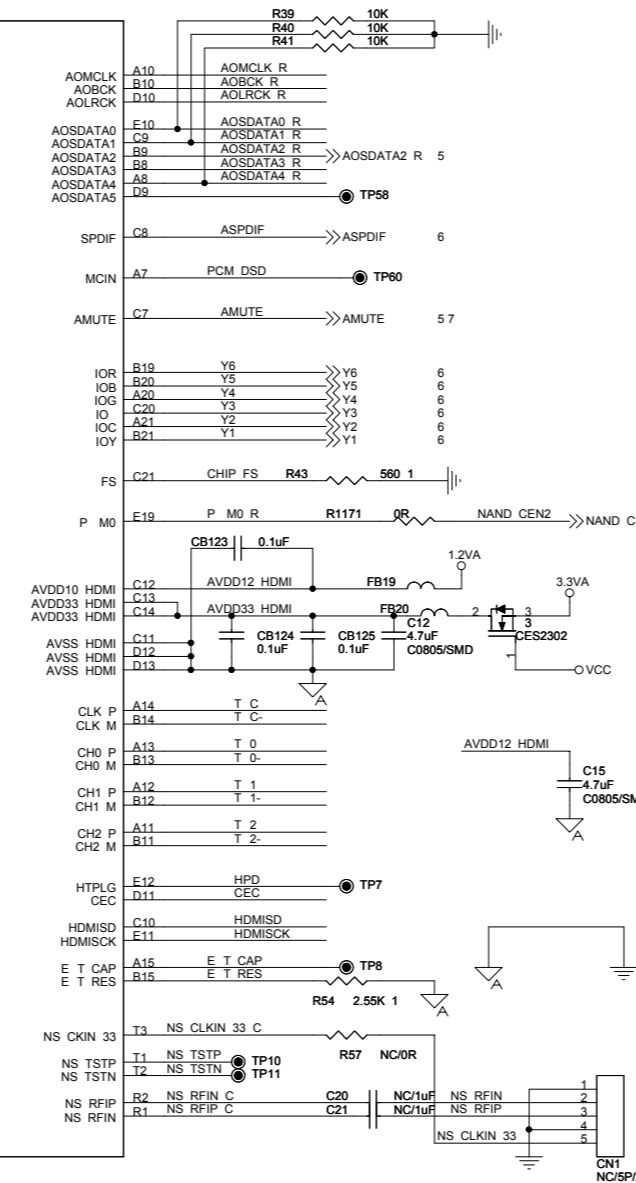 R39 10K
R40 10K
R41 10K
AOMCLK A10 AOMCLK R
AOBCK B10 AOBCK R
AOLRCK D10 AOLRCK R
AOSDATA0 E10 AOSDATA0 R
AOSDATA1 C9 AOSDATA1 R
AOSDATA2 B9 AOSDATA2 R AOSDATA2 R 5
AOSDATA3 B8 AOSDATA3 R
AOSDATA4 A8 AOSDATA4 R
AOSDATA5 D9 TP58
SPDIF C8 ASPDIF ASPDIF 6
MCIN A7 PCM DSD TP60
AMUTE C7 AMUTE AMUTE 5 7
IOR B19 Y6 Y6 6
IOB B20 Y5 Y5 6
IOG A20 Y4 Y4 6
IO C20 Y3 Y3 6
IOC A21 Y2 Y2 6
IOY B21 Y1 Y1 6
FS C21 CHIP FS R43 560 1
P M0 E19 P M0 R R1171 0R NAND CEN2 NAND C
CB123 0.1uF
1.2VA
AVDD10 HDMI C12 AVDD12 HDMI FB19
3.3VA
AVDD33 HDMI C13
AVDD33 HDMI C14 AVDD33 HDMI FB20 2 3
C12 3
4.7uF CES2302
C0805/SMD
CB124 CB125
0.1uF 0.1uF
1
VCC
AVSS HDMI C11
AVSS HDMI D12
AVSS HDMI D13
A
CLK P A14 T C
CLK M B14 T C-
CH0 P A13 T 0
CH0 M B13 T 0-
AVDD12 HDMI
C15
4.7uF
C0805/SM
A
CH1 P A12 T 1
CH1 M B12 T 1-
CH2 P A11 T 2
CH2 M B11 T 2-
HTPLG E12 HPD TP7
CEC D11 CEC
HDMISD C10 HDMISD
HDMISCK E11 HDMISCK
E T CAP A15 E T CAP TP8
E T RES B15 E T RES
R54 2.55K 1
A
A
NS CKIN 33 T3 NS CLKIN 33 C
R57 NC/0R
NS TSTP T1 NS TSTP TP10
NS TSTN T2 NS TSTN TP11
NS RFIP R2 NS RFIN C C20 NC/1uF NS RFIN
NS RFIN R1 NS RFIP C C21 NC/1uF NS RFIP
NS CLKIN 33
1
2
3
4
5
CN1
NC/5P/